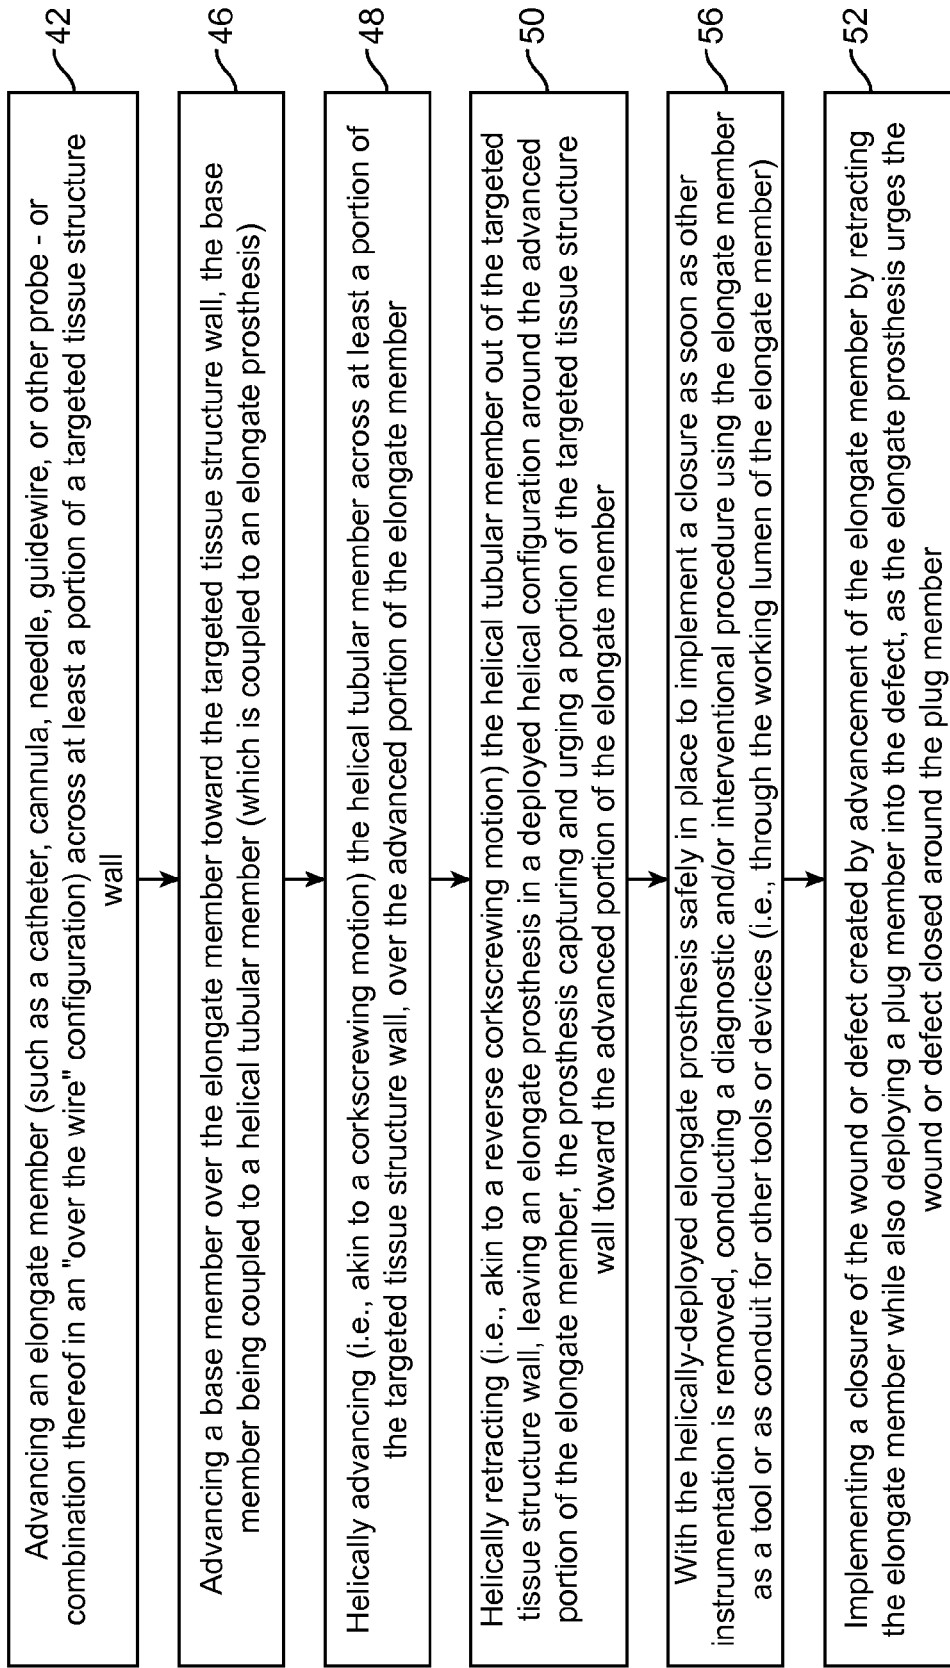 Advancing an elongate member (such as a catheter, cannula, needle, guidewire, or other probe - or
combination thereof in an "over the wire" configuration) across at least a portion of a targeted tissue structure
wall
42
Advancing a base member over the elongate member toward the targeted tissue structure wall, the base
member being coupled to a helical tubular member (which is coupled to an elongate prosthesis)
46
Helically advancing (i.e., akin to a corkscrewing motion) the helical tubular member across at least a portion of
the targeted tissue structure wall, over the advanced portion of the elongate member
48
Helically retracting (i.e., akin to a reverse corkscrewing motion) the helical tubular member out of the targeted
tissue structure wall, leaving an elongate prosthesis in a deployed helical configuration around the advanced
portion of the elongate member, the prosthesis capturing and urging a portion of the targeted tissue structure
wall toward the advanced portion of the elongate member
50
With the helically-deployed elongate prosthesis safely in place to implement a closure as soon as other
instrumentation is removed, conducting a diagnostic and/or interventional procedure using the elongate member
as a tool or as conduit for other tools or devices (i.e., through the working lumen of the elongate member)
56
Implementing a closure of the wound or defect created by advancement of the elongate member by retracting
the elongate member while also deploying a plug member into the defect, as the elongate prosthesis urges the
wound or defect closed around the plug member
52